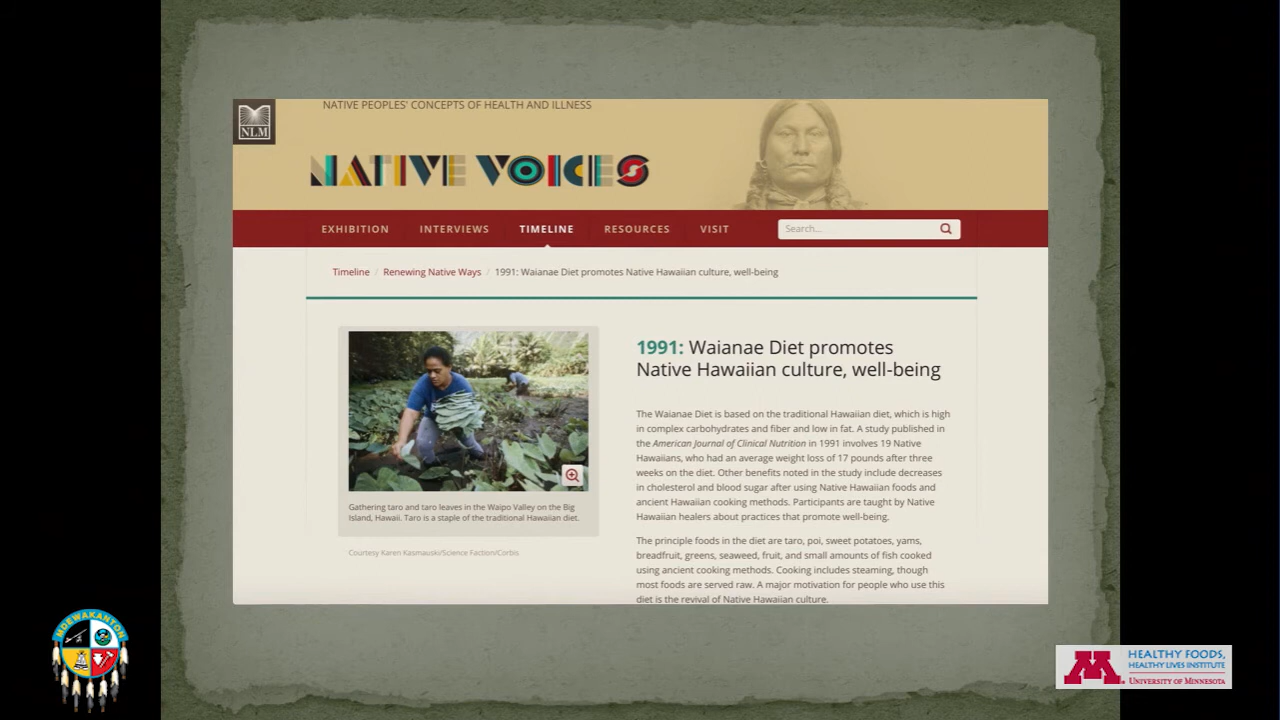 NATIVE PEOPLES' CONCEPTS OF HEALTH AND ILLNESS
NLM
NATIVE VOICES
EXHIBITION INTERVIEWS TIMELINE RESOURCES VISIT Search...
Timeline / Renewing Native Ways / 1991: Waianae Diet promotes Native Hawaiian culture, well-being
1991: Waianae Diet promotes
Native Hawaiian culture, well-being
The Waianae Diet is based on the traditional Hawaiian diet, which is high
in complex carbohydrates and fiber and low in fat. A study published in
the American Journal of Clinical Nutrition in 1991 involves 19 Native
Hawaiians, who had an average weight loss of 17 pounds after three
weeks on the diet. Other benefits noted in the study include decreases
in cholesterol and blood sugar after using Native Hawaiian foods and
ancient Hawaiian cooking methods. Participants are taught by Native
Hawaiian healers about practices that promote well-being.
The principle foods in the diet are taro, poi, sweet potatoes, yams,
breadfruit, greens, seaweed, fruit, and small amounts of fish cooked
using ancient cooking methods. Cooking includes steaming, though
most foods are served raw. A major motivation for people who use this
diet is the revival of Native Hawaiian culture.
Gathering taro and taro leaves in the Waipo Valley on the Big
Island, Hawaii. Taro is a staple of the traditional Hawaiian diet.
Courtesy Karen Kasmauski/Science Faction/Corbis
MDEWAKANTON
M
HEALTHY FOODS,
HEALTHY LIVES INSTITUTE
UNIVERSITY OF MINNESOTA